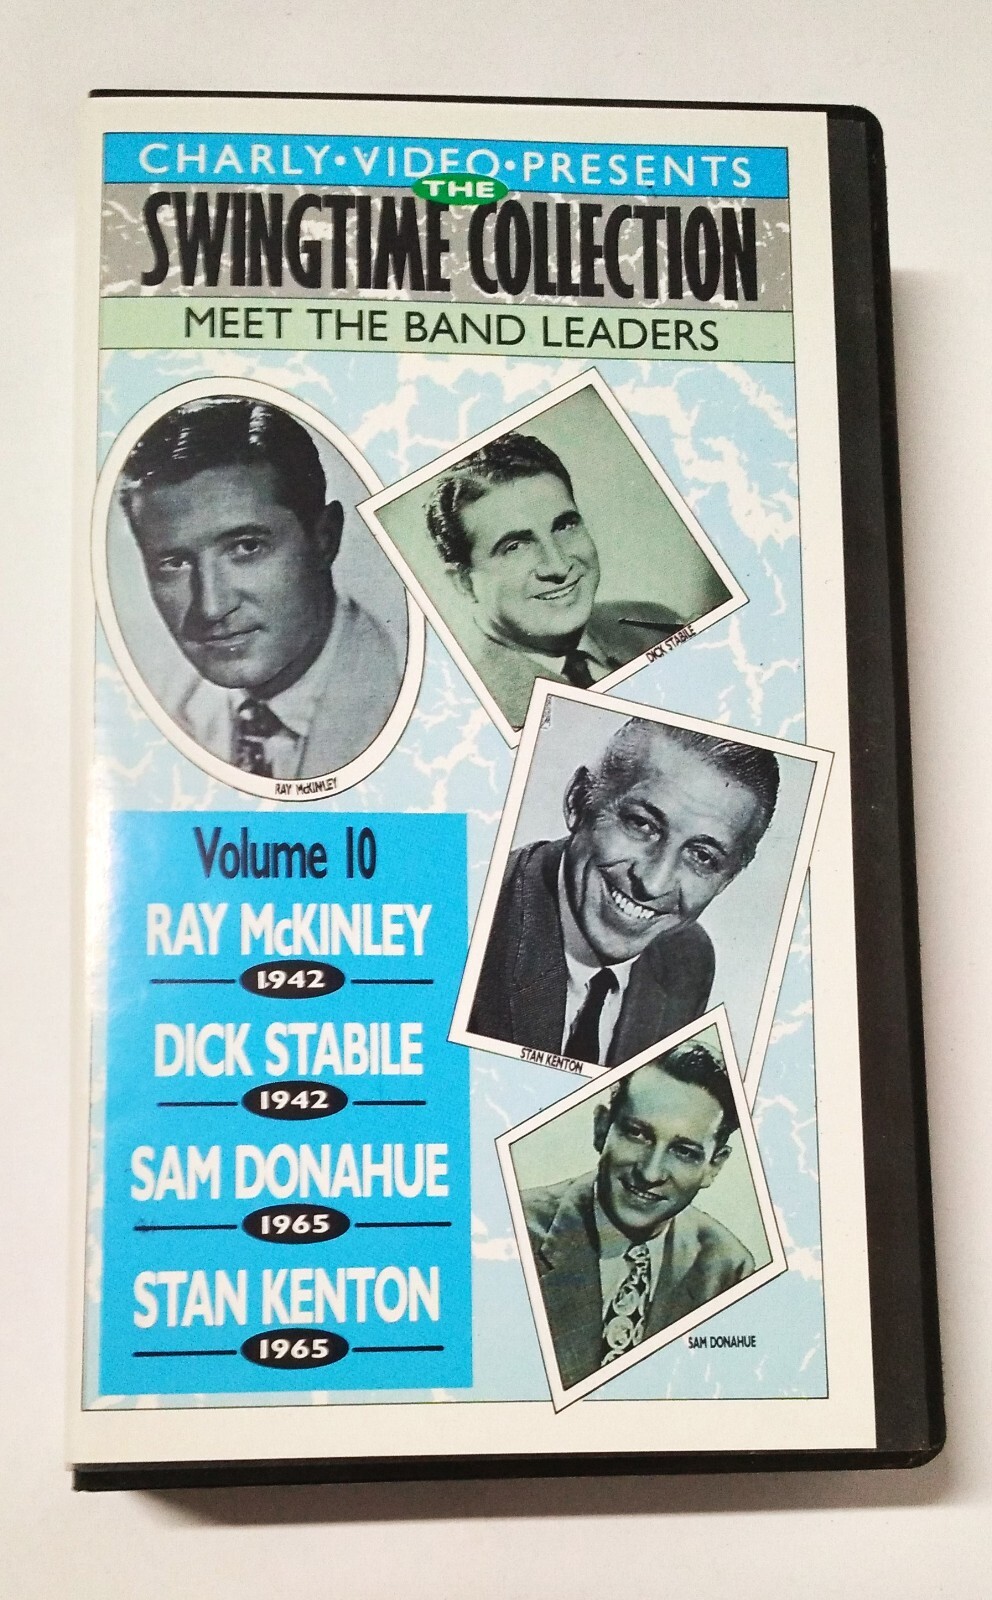 CHARLY•VIDEO•PRESENTS
THE
SWINGTIME COLLECTION
MEET THE BAND LEADERS
DICK STABILE
RAY McKINLEY
Volume 10
RAY McKINLEY
1942
DICK STABILE
1942
SAM DONAHUE
1965
STAN KENTON
1965
STAN KENTON
SAM DONAHUE